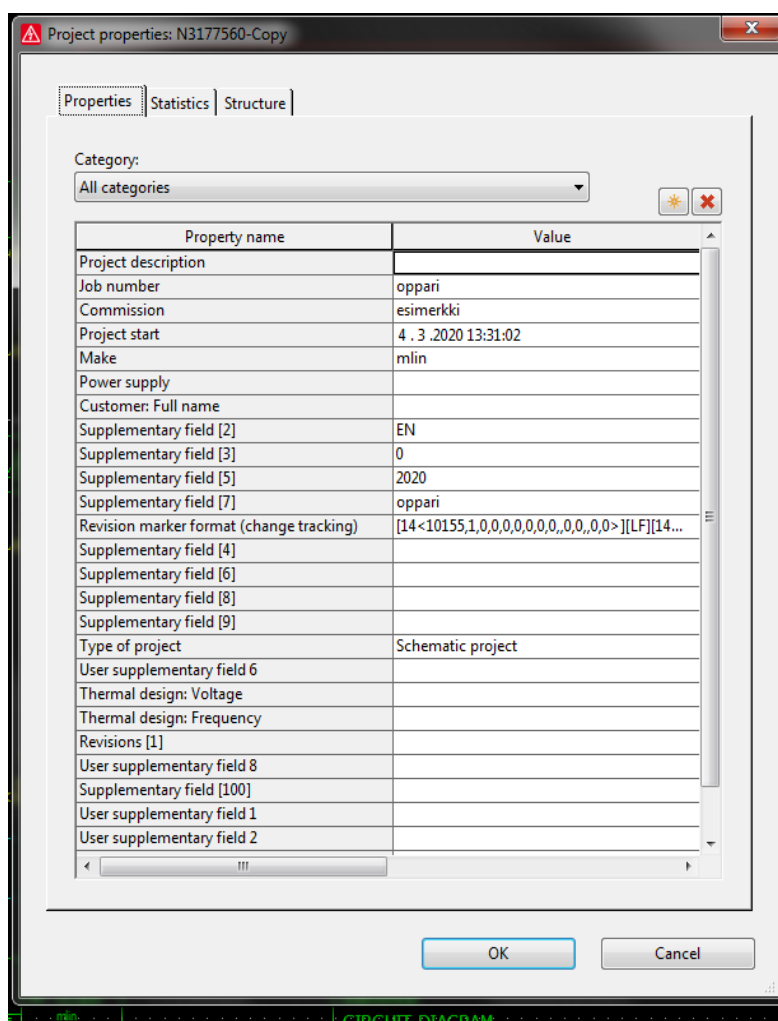 Project properties: N3177560-Copy
x
Properties Statistics Structure
Category:
All categories
Property name Value
Project description
Job number oppari
Commission esimerkki
Project start 4 . 3 .2020 13:31:02
Make mlin
Power supply
Customer: Full name
Supplementary field [2] EN
Supplementary field [3] 0
Supplementary field [5] 2020
Supplementary field [7] oppari
Revision marker format (change tracking) [14<10155,1,0,0,0,0,0,0,0,,0,0,,0,0>][LF][14...
Supplementary field [4]
Supplementary field [6]
Supplementary field [8]
Supplementary field [9]
Type of project Schematic project
User supplementary field 6
Thermal design: Voltage
Thermal design: Frequency
Revisions [1]
User supplementary field 8
Supplementary field [100]
User supplementary field 1
User supplementary field 2
OK Cancel
mlin CIRCUIT DIAGRAM